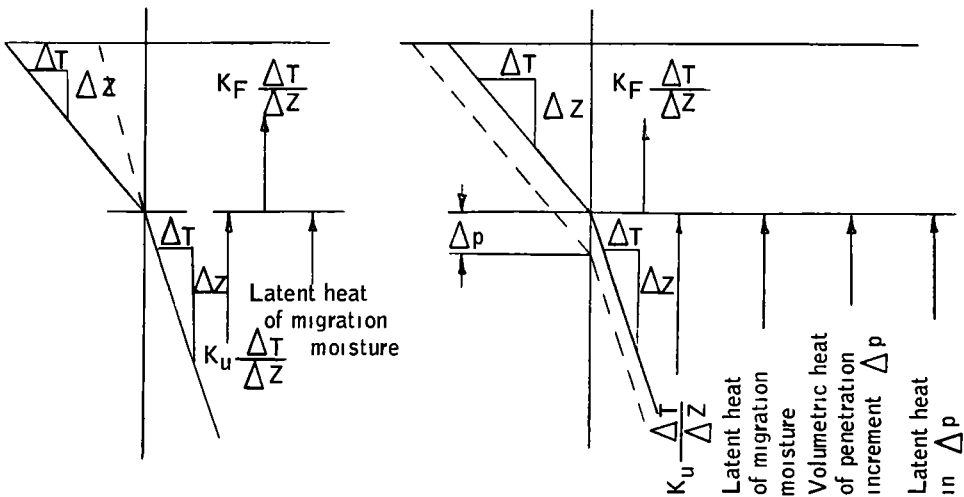 ΔT
ΔZ
K_F ΔT/ΔZ
ΔT
ΔZ
Latent heat
of migration
moisture
K_u ΔT/ΔZ
ΔT
ΔZ
K_F ΔT/ΔZ
Δp
ΔT
ΔZ
K_u ΔT/ΔZ
Latent heat
of migration
moisture
Volumetric heat
of penetration
increment Δp
Latent heat
in Δp